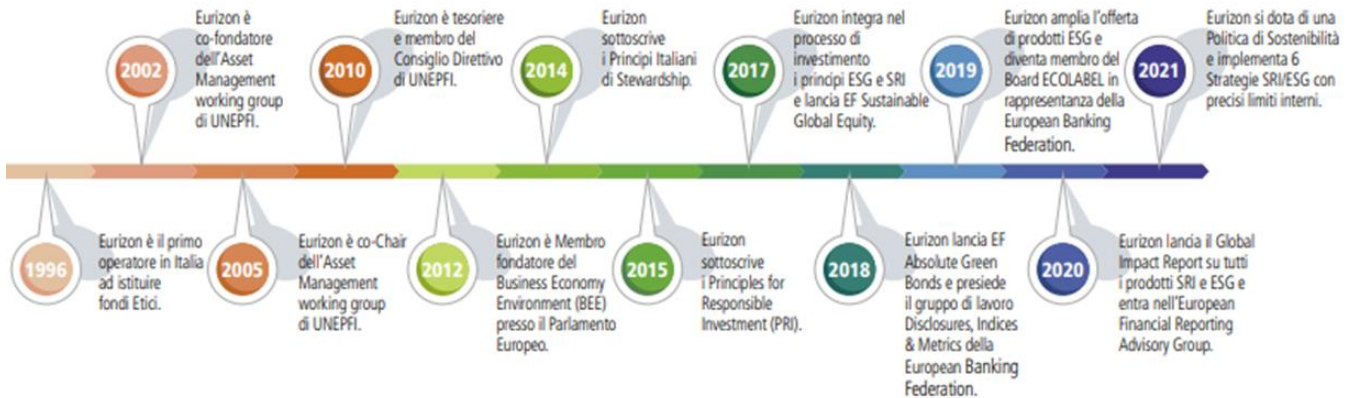 2002
Eurizon è
co-fondatore
dell'Asset
Management
working group
di UNEPFI.
2010
Eurizon è tesoriere
e membro del
Consiglio Direttivo
di UNEPFI.
2014
Eurizon
sottoscrive
i Principi Italiani
di Stewardship.
2017
Eurizon integra nel
processo di
investimento
i principi ESG e SRI
e lancia EF Sustainable
Global Equity.
2019
Eurizon amplia l'offerta
di prodotti ESG e
diventa membro del
Board ECOLABEL in
rappresentanza della
European Banking
Federation.
2021
Eurizon si dota di una
Politica di Sostenibilità
e implementa 6
Strategie SRI/ESG con
precisi limiti interni.
1996
Eurizon è il primo
operatore in Italia
ad istituire
fondi Etici.
2005
Eurizon è co-Chair
dell'Asset
Management
working group
di UNEPFI.
2012
Eurizon è Membro
fondatore del
Business Economy
Environment (BEE)
presso il Parlamento
Europeo.
2015
Eurizon
sottoscrive
i Principles for
Responsible
Investment (PRI).
2018
Eurizon lancia EF
Absolute Green
Bonds e presiede
il gruppo di lavoro
Disclosures, Indices
& Metrics della
European Banking
Federation.
2020
Eurizon lancia il Global
Impact Report su tutti
i prodotti SRI e ESG e
entra nell'European
Financial Reporting
Advisory Group.